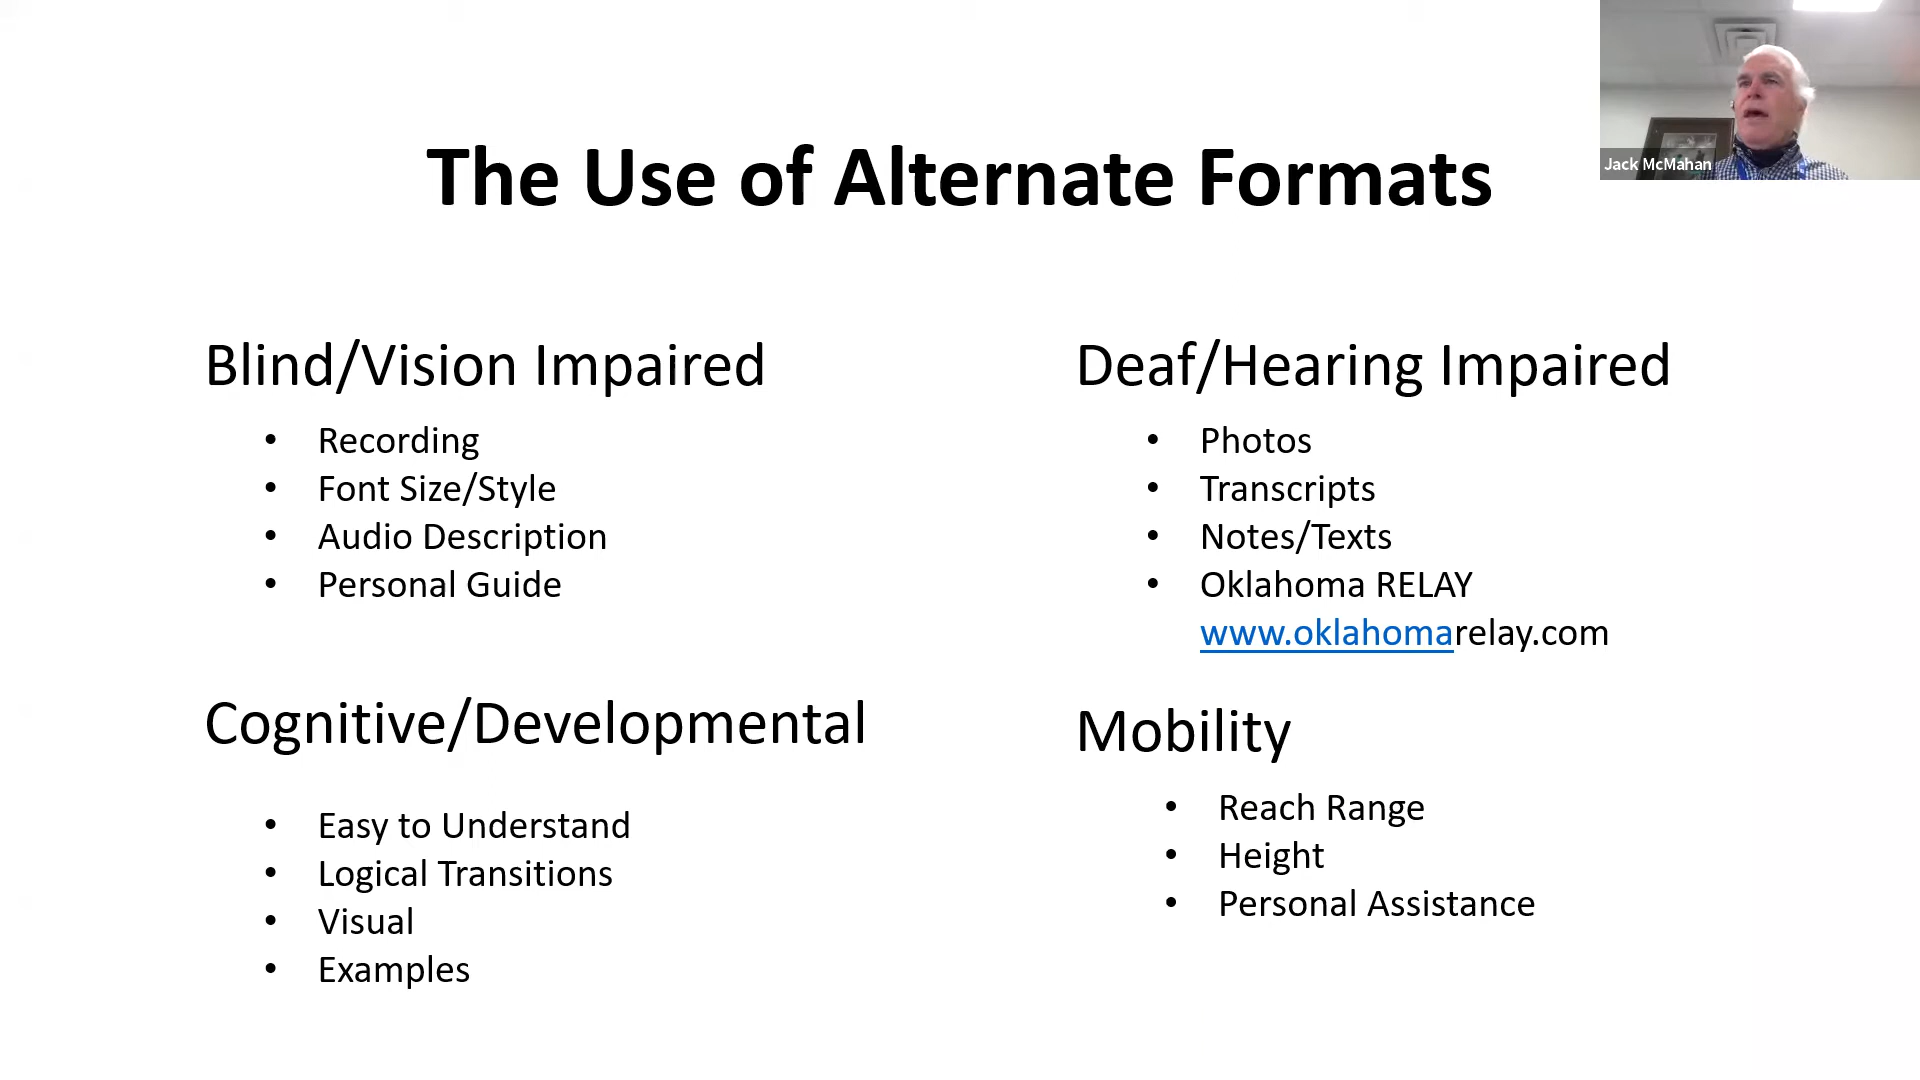 Jack McMahan
The Use of Alternate Formats
Blind/Vision Impaired
• Recording
• Font Size/Style
• Audio Description
• Personal Guide
Deaf/Hearing Impaired
• Photos
• Transcripts
• Notes/Texts
• Oklahoma RELAY
www.oklahomarelay.com
Cognitive/Developmental
• Easy to Understand
• Logical Transitions
• Visual
• Examples
Mobility
• Reach Range
• Height
• Personal Assistance